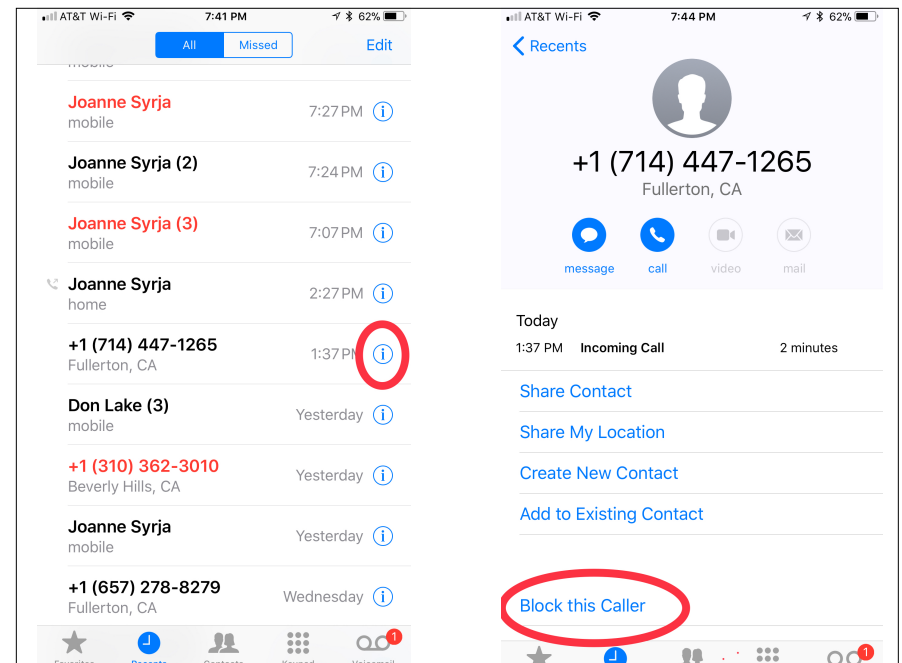 AT&T Wi-Fi 7:41 PM 62%
All Missed Edit
Joanne Syrja
mobile
7:27 PM
Joanne Syrja (2)
mobile
7:24 PM
Joanne Syrja (3)
mobile
7:07 PM
Joanne Syrja
home
2:27 PM
+1 (714) 447-1265
Fullerton, CA
1:37 PM
Don Lake (3)
mobile
Yesterday
+1 (310) 362-3010
Beverly Hills, CA
Yesterday
Joanne Syrja
mobile
Yesterday
+1 (657) 278-8279
Fullerton, CA
Wednesday
1
Favorites Recents Contacts Keypad Voicemail
AT&T Wi-Fi 7:44 PM 62%
Recents
+1 (714) 447-1265
Fullerton, CA
message call video mail
Today
1:37 PM Incoming Call 2 minutes
Share Contact
Share My Location
Create New Contact
Add to Existing Contact
Block this Caller
1